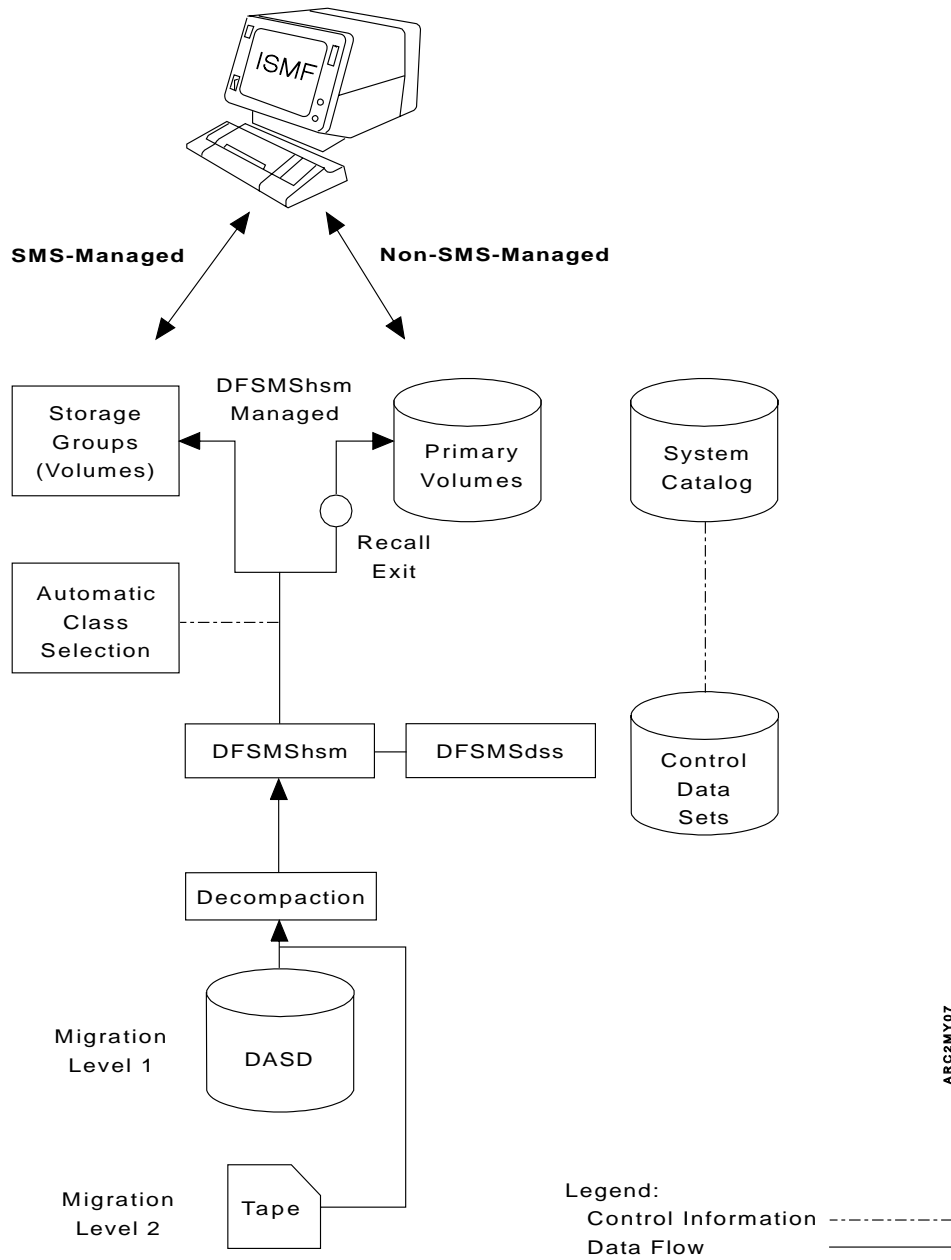 ISMF
SMS-Managed
Non-SMS-Managed
DFSMShsm
Managed
Storage
Groups
(Volumes)
Primary
Volumes
System
Catalog
Recall
Exit
Automatic
Class
Selection
DFSMShsm
DFSMSdss
Control
Data
Sets
Decompaction
Migration
Level 1
DASD
ARC2MY07
Migration
Level 2
Tape
Legend:
Control Information
Data Flow